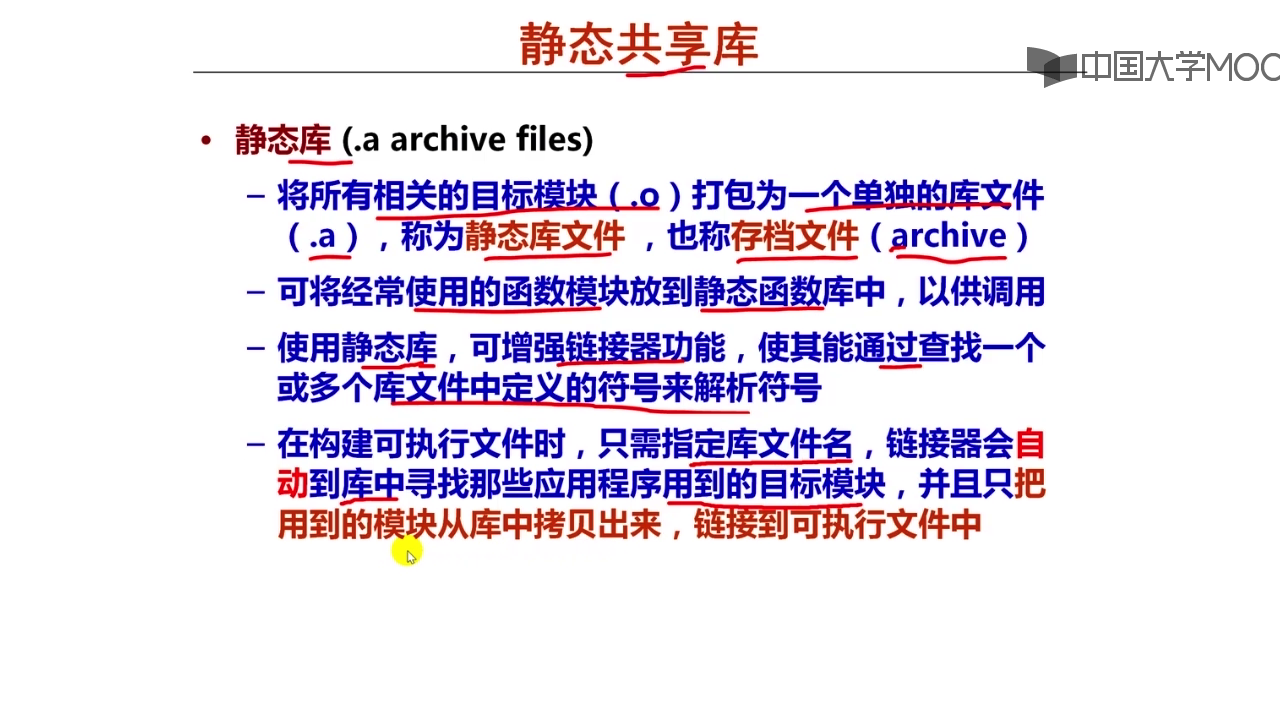 静态共享库
中国大学MOO
• 静态库 (.a archive files)
– 将所有相关的目标模块（.o）打包为一个单独的库文件
（.a），称为静态库文件 ，也称存档文件（archive）
– 可将经常使用的函数模块放到静态函数库中，以供调用
– 使用静态库，可增强链接器功能，使其能通过查找一个
或多个库文件中定义的符号来解析符号
– 在构建可执行文件时，只需指定库文件名，链接器会自
动到库中寻找那些应用程序用到的目标模块，并且只把
用到的模块从库中拷贝出来，链接到可执行文件中